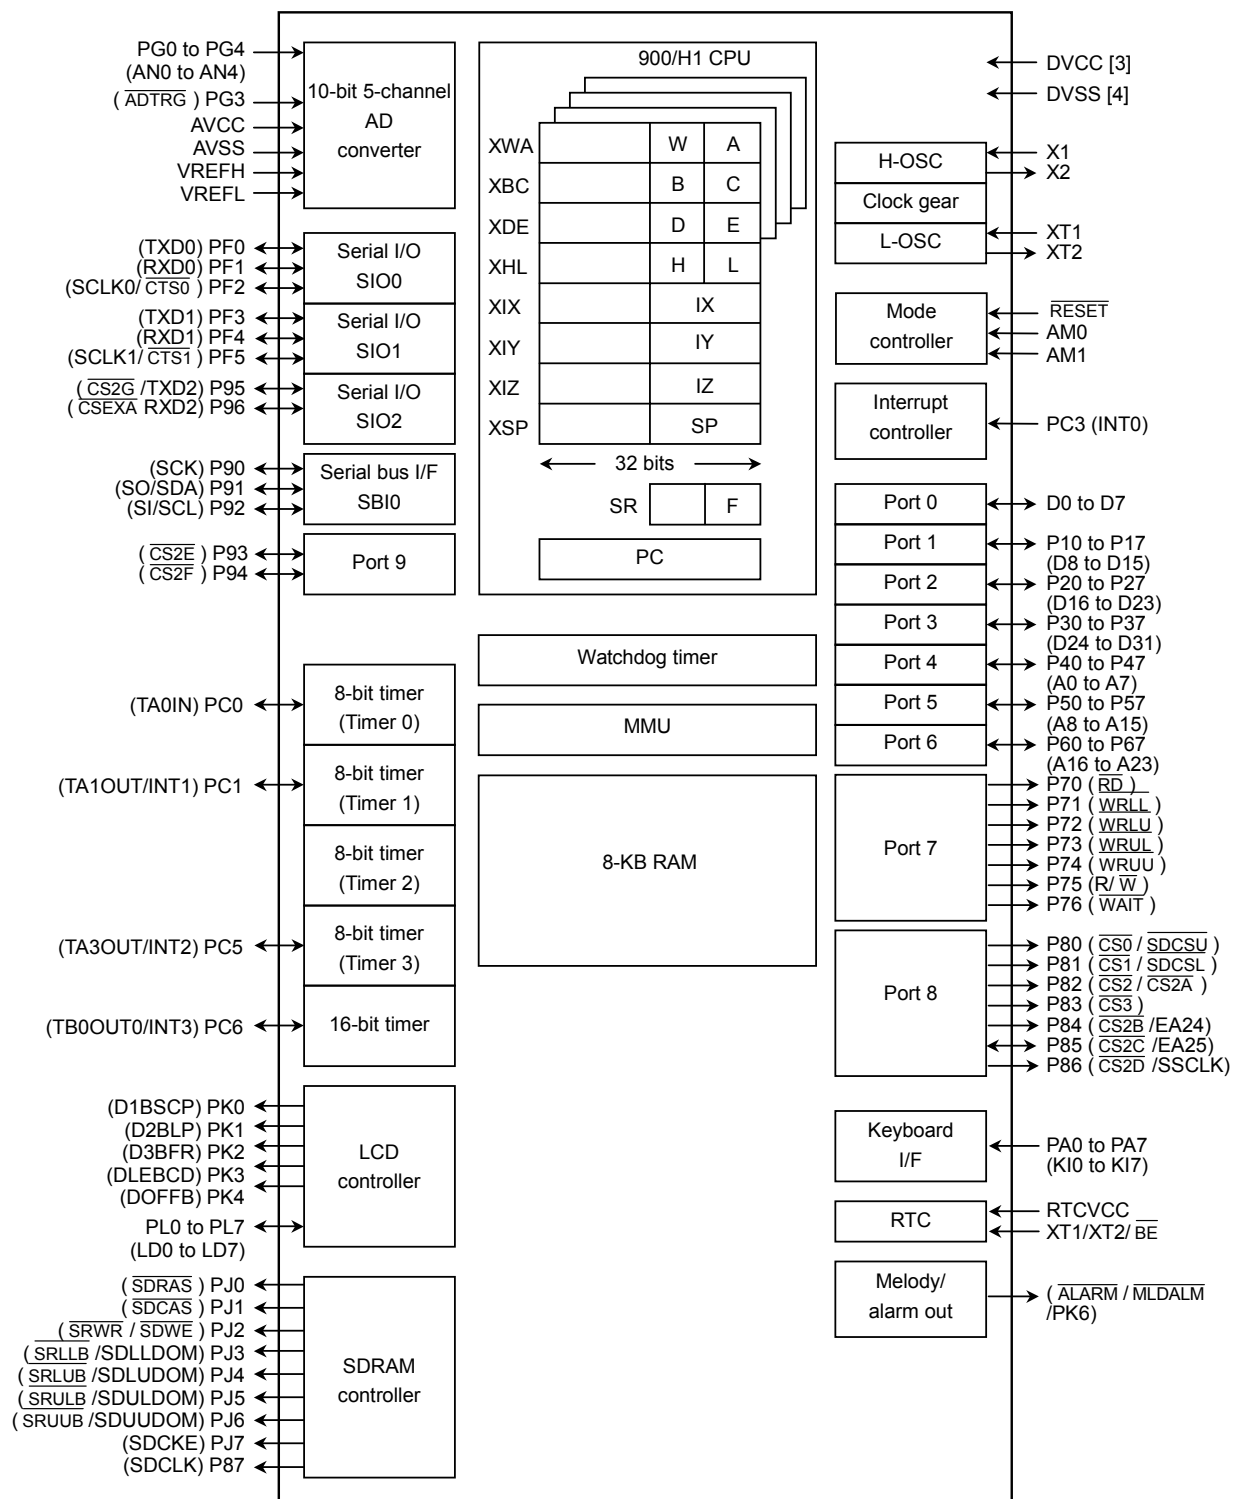 PG0 to PG4
(AN0 to AN4)
( ADTRG ) PG3
AVCC
AVSS
VREFH
VREFL
10-bit 5-channel
AD
converter
(TXD0) PF0
(RXD0) PF1
(SCLK0/ CTS0 ) PF2
Serial I/O
SIO0
(TXD1) PF3
(RXD1) PF4
(SCLK1/ CTS1 ) PF5
Serial I/O
SIO1
( CS2G /TXD2) P95
( CSEXA RXD2) P96
Serial I/O
SIO2
(SCK) P90
(SO/SDA) P91
(SI/SCL) P92
Serial bus I/F
SBI0
( CS2E ) P93
( CS2F ) P94
Port 9
(TA0IN) PC0
8-bit timer
(Timer 0)
(TA1OUT/INT1) PC1
8-bit timer
(Timer 1)
8-bit timer
(Timer 2)
(TA3OUT/INT2) PC5
8-bit timer
(Timer 3)
(TB0OUT0/INT3) PC6
16-bit timer
(D1BSCP) PK0
(D2BLP) PK1
(D3BFR) PK2
(DLEBCD) PK3
(DOFFB) PK4
PL0 to PL7
(LD0 to LD7)
LCD
controller
( SDRAS ) PJ0
( SDCAS ) PJ1
( SRWR / SDWE ) PJ2
( SRLLB /SDLLDOM) PJ3
( SRLUB /SDLUDOM) PJ4
( SRULB /SDULDOM) PJ5
( SRUUB /SDUUDOM) PJ6
(SDCKE) PJ7
(SDCLK) P87
SDRAM
controller
900/H1 CPU
XWA W A
XBC B C
XDE D E
XHL H L
XIX IX
XIY IY
XIZ IZ
XSP SP
32 bits
SR F
PC
Watchdog timer
MMU
8-KB RAM
DVCC [3]
DVSS [4]
H-OSC
X1
X2
Clock gear
L-OSC
XT1
XT2
Mode
controller
RESET
AM0
AM1
Interrupt
controller
PC3 (INT0)
Port 0
D0 to D7
Port 1
P10 to P17
(D8 to D15)
Port 2
P20 to P27
(D16 to D23)
Port 3
P30 to P37
(D24 to D31)
Port 4
P40 to P47
(A0 to A7)
Port 5
P50 to P57
(A8 to A15)
Port 6
P60 to P67
(A16 to A23)
Port 7
P70 ( RD )
P71 ( WRLL )
P72 ( WRLU )
P73 ( WRUL )
P74 ( WRUU )
P75 (R/ W )
P76 ( WAIT )
Port 8
P80 ( CS0 / SDCSU )
P81 ( CS1 / SDCSL )
P82 ( CS2 / CS2A )
P83 ( CS3 )
P84 ( CS2B /EA24)
P85 ( CS2C /EA25)
P86 ( CS2D /SSCLK)
Keyboard
I/F
PA0 to PA7
(KI0 to KI7)
RTC
RTCVCC
XT1/XT2/ BE
Melody/
alarm out
( ALARM / MLDALM
/PK6)